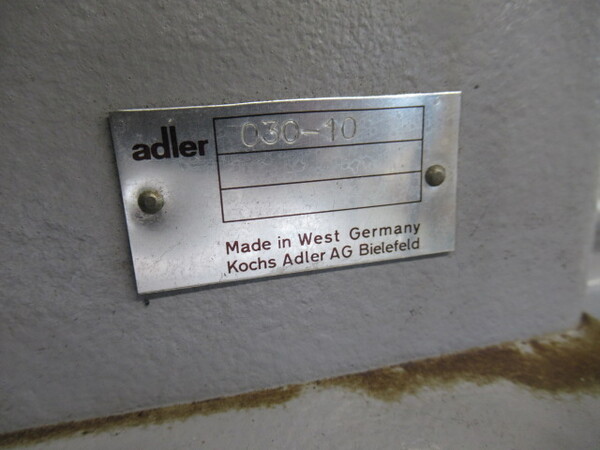 adler 030-10
Made in West Germany
Kochs Adler AG Bielefeld